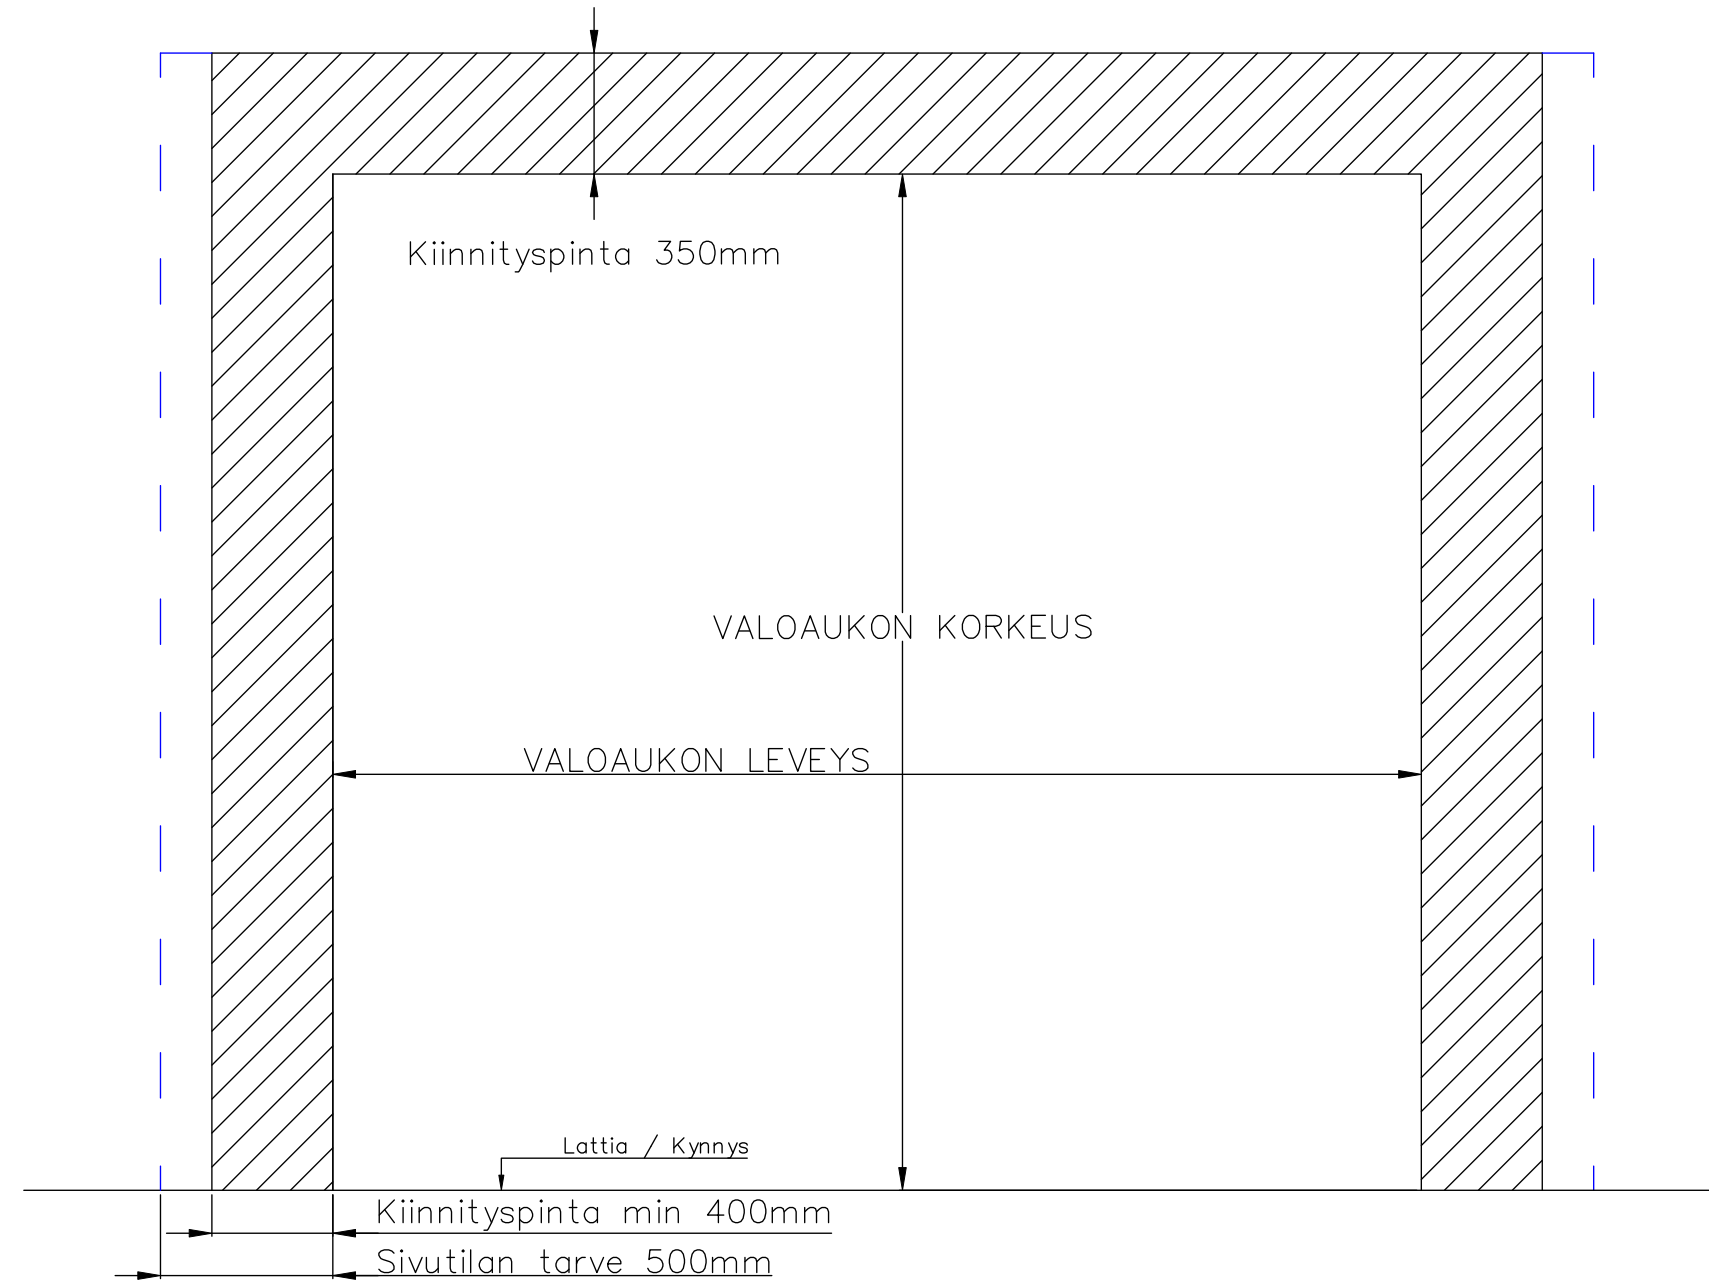 Kiinnityspinta 350mm
VALOAUKON KORKEUS
VALOAUKON LEVEYS
Lattia / Kynnys
Kiinnityspinta min 400mm
Sivutilan tarve 500mm